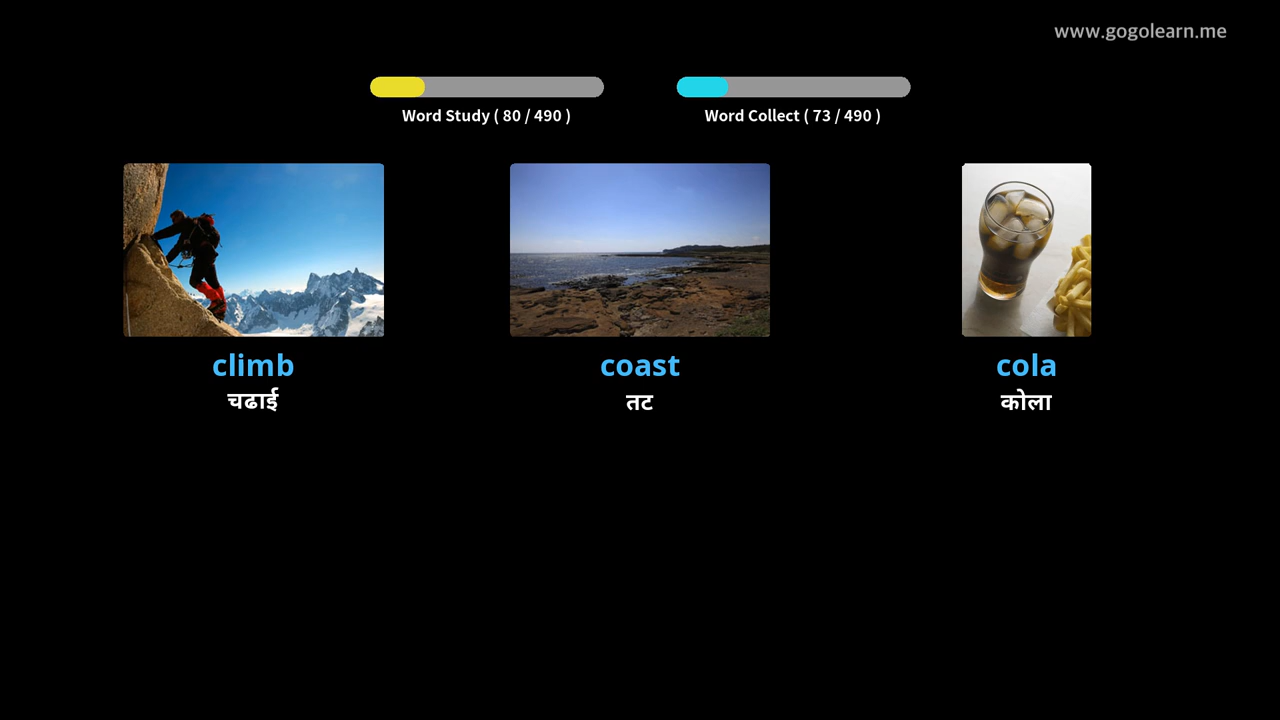 www.gogolearn.me
Word Study ( 80 / 490 )
Word Collect ( 73 / 490 )
climb
चढाई
coast
तट
cola
कोला